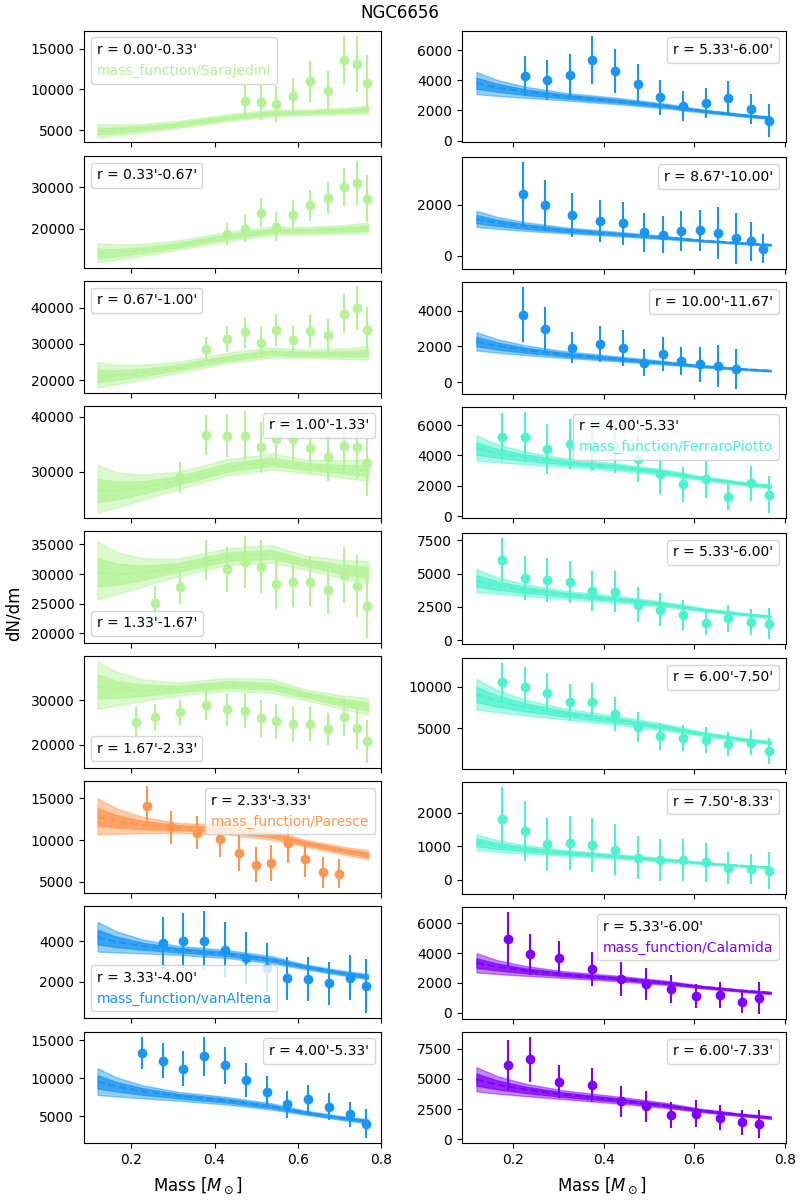 NGC6656
dN/dm
r = 0.00'-0.33'
mass_function/Sarajedini
15000
10000
5000
r = 0.33'-0.67'
30000
20000
r = 0.67'-1.00'
40000
30000
20000
r = 1.00'-1.33'
40000
30000
r = 1.33'-1.67'
35000
30000
25000
20000
r = 1.67'-2.33'
30000
20000
r = 2.33'-3.33'
mass_function/Paresce
15000
10000
5000
r = 3.33'-4.00'
mass_function/vanAltena
4000
2000
r = 4.00'-5.33'
15000
10000
5000
0.2 0.4 0.6 0.8
Mass [M⊙]
r = 5.33'-6.00'
6000
4000
2000
0
r = 8.67'-10.00'
2000
0
r = 10.00'-11.67'
4000
2000
0
r = 4.00'-5.33'
mass_function/FerraroPiotto
6000
4000
2000
0
r = 5.33'-6.00'
7500
5000
2500
0
r = 6.00'-7.50'
10000
5000
r = 7.50'-8.33'
2000
1000
0
r = 5.33'-6.00'
mass_function/Calamida
6000
4000
2000
0
r = 6.00'-7.33'
7500
5000
2500
0
0.2 0.4 0.6 0.8
Mass [M⊙]